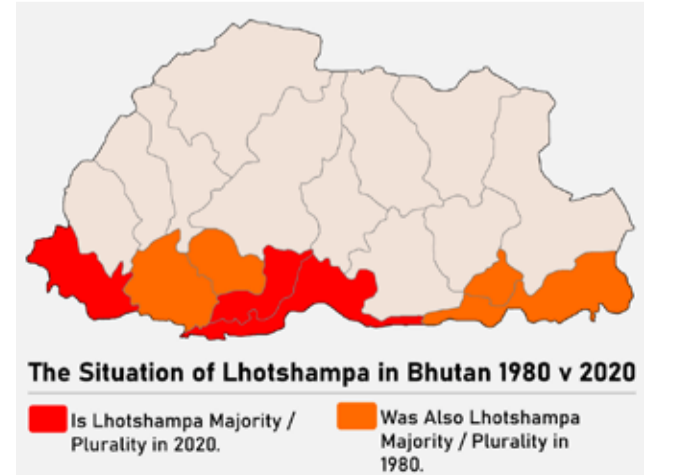 The Situation of Lhotshampa in Bhutan 1980 v 2020
Is Lhotshampa Majority /
Plurality in 2020.
Was Also Lhotshampa
Majority / Plurality in
1980.